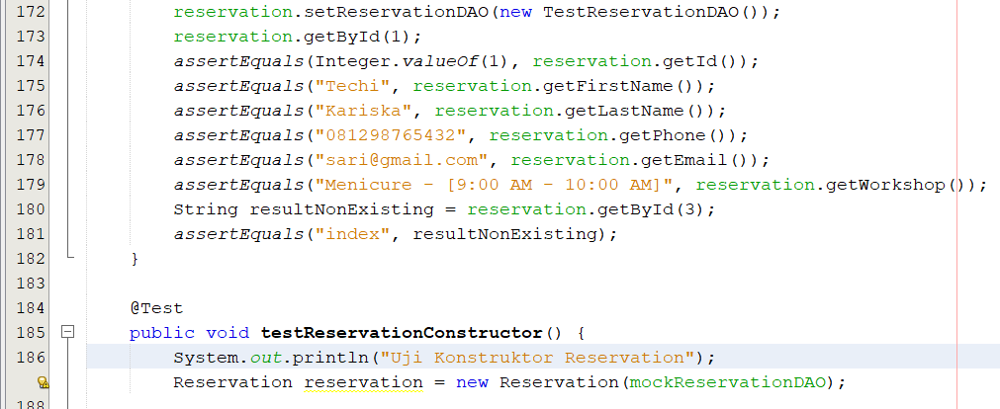 172 reservation.setReservationDAO(new TestReservationDAO());
173 reservation.getById(1);
174 assertEquals(Integer.valueOf(1), reservation.getId());
175 assertEquals("Techi", reservation.getFirstName());
176 assertEquals("Kariska", reservation.getLastName());
177 assertEquals("081298765432", reservation.getPhone());
178 assertEquals("sari@gmail.com", reservation.getEmail());
179 assertEquals("Menicure - [9:00 AM - 10:00 AM]", reservation.getWorkshop());
180 String resultNonExisting = reservation.getById(3);
181 assertEquals("index", resultNonExisting);
182 }
183
184 @Test
185 public void testReservationConstructor() {
186 System.out.println("Uji Konstruktor Reservation");
Reservation reservation = new Reservation(mockReservationDAO);
188